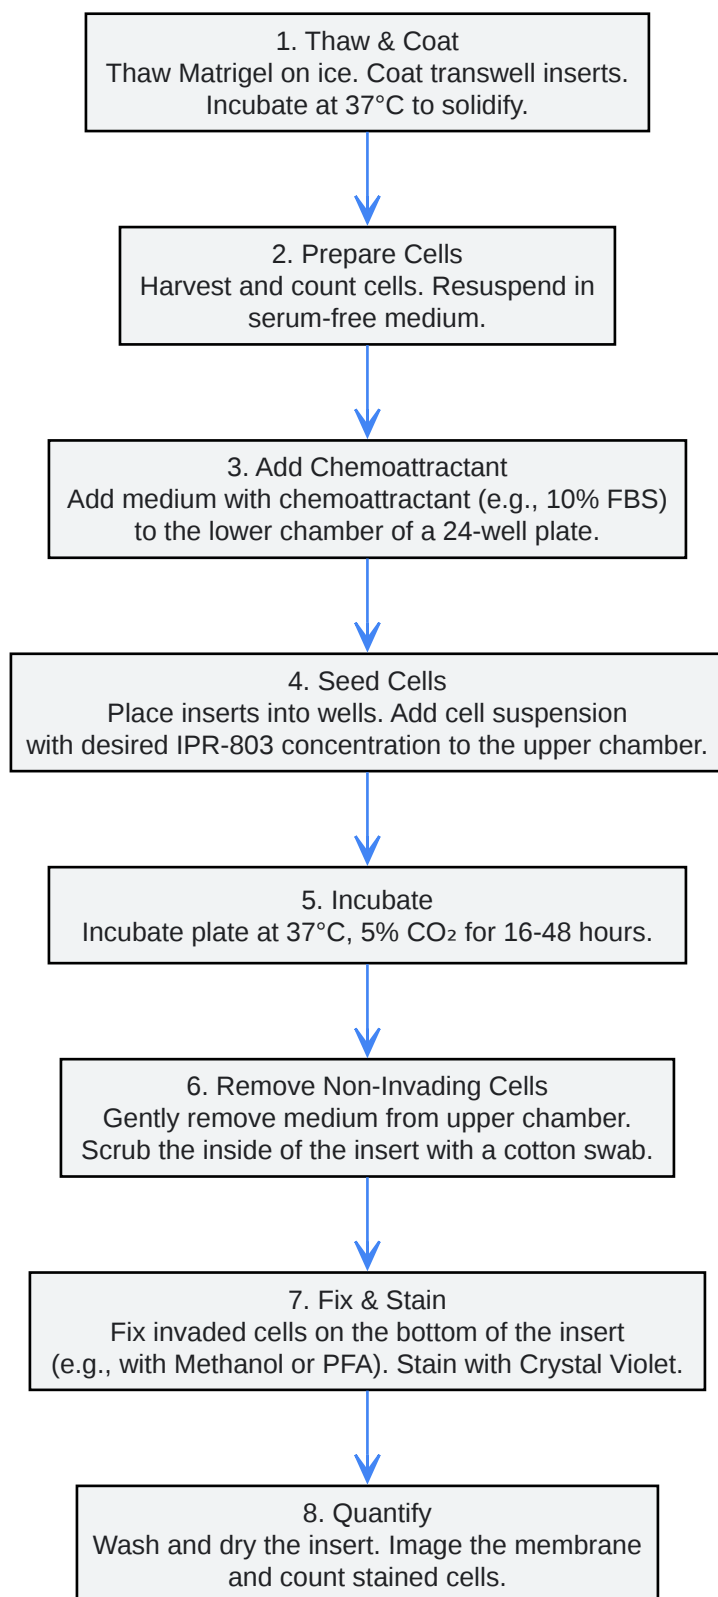 1. Thaw & Coat
Thaw Matrigel on ice. Coat transwell inserts.
Incubate at 37°C to solidify.
2. Prepare Cells
Harvest and count cells. Resuspend in
serum-free medium.
3. Add Chemoattractant
Add medium with chemoattractant (e.g., 10% FBS)
to the lower chamber of a 24-well plate.
4. Seed Cells
Place inserts into wells. Add cell suspension
with desired IPR-803 concentration to the upper chamber.
5. Incubate
Incubate plate at 37°C, 5% CO₂ for 16-48 hours.
6. Remove Non-Invading Cells
Gently remove medium from upper chamber.
Scrub the inside of the insert with a cotton swab.
7. Fix & Stain
Fix invaded cells on the bottom of the insert
(e.g., with Methanol or PFA). Stain with Crystal Violet.
8. Quantify
Wash and dry the insert. Image the membrane
and count stained cells.